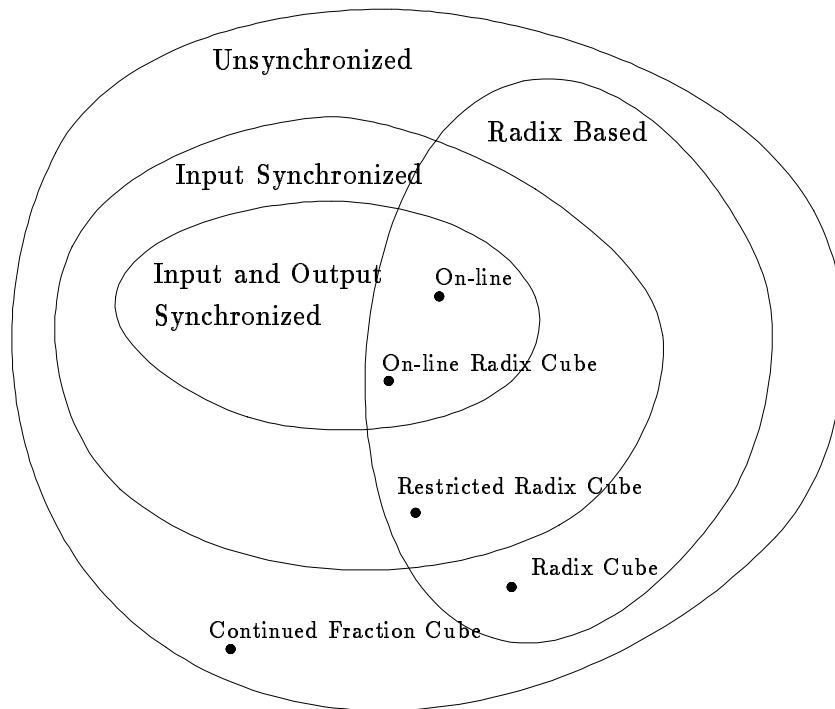 Unsynchronized
Radix Based
Input Synchronized
Input and Output
Synchronized
On-line
On-line Radix Cube
Restricted Radix Cube
Radix Cube
Continued Fraction Cube